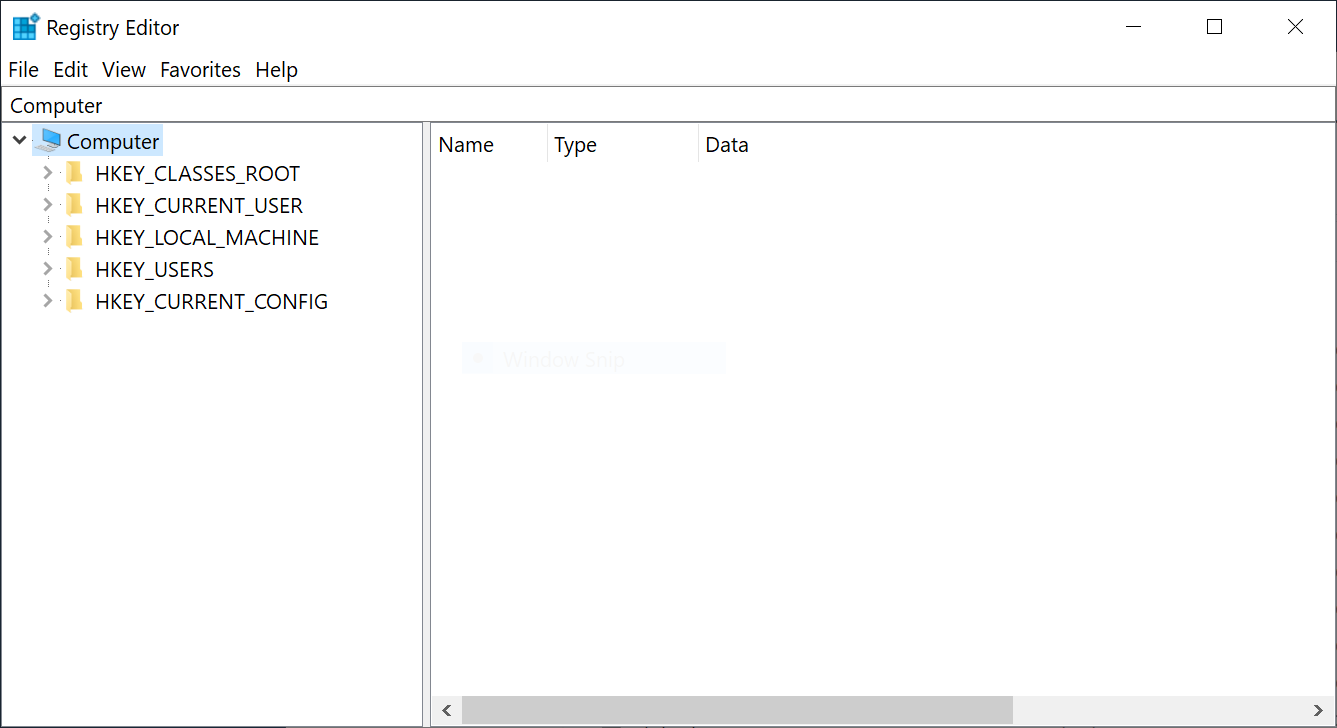 Registry Editor
File Edit View Favorites Help
Computer
Computer
HKEY_CLASSES_ROOT
HKEY_CURRENT_USER
HKEY_LOCAL_MACHINE
HKEY_USERS
HKEY_CURRENT_CONFIG
Name Type Data
Window Snip